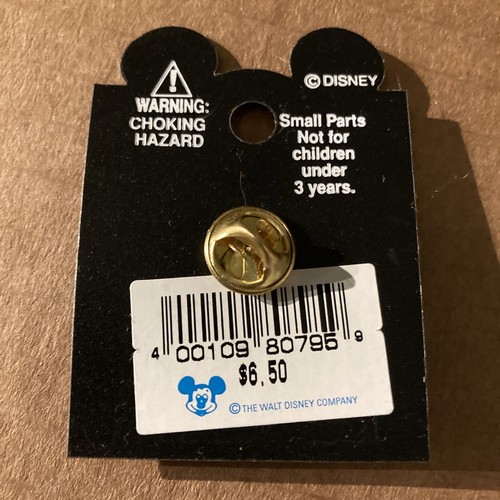 WARNING:
CHOKING
HAZARD
© DISNEY
Small Parts
Not for
children
under
3 years.
4 00109 80795 9
$6.50
© THE WALT DISNEY COMPANY